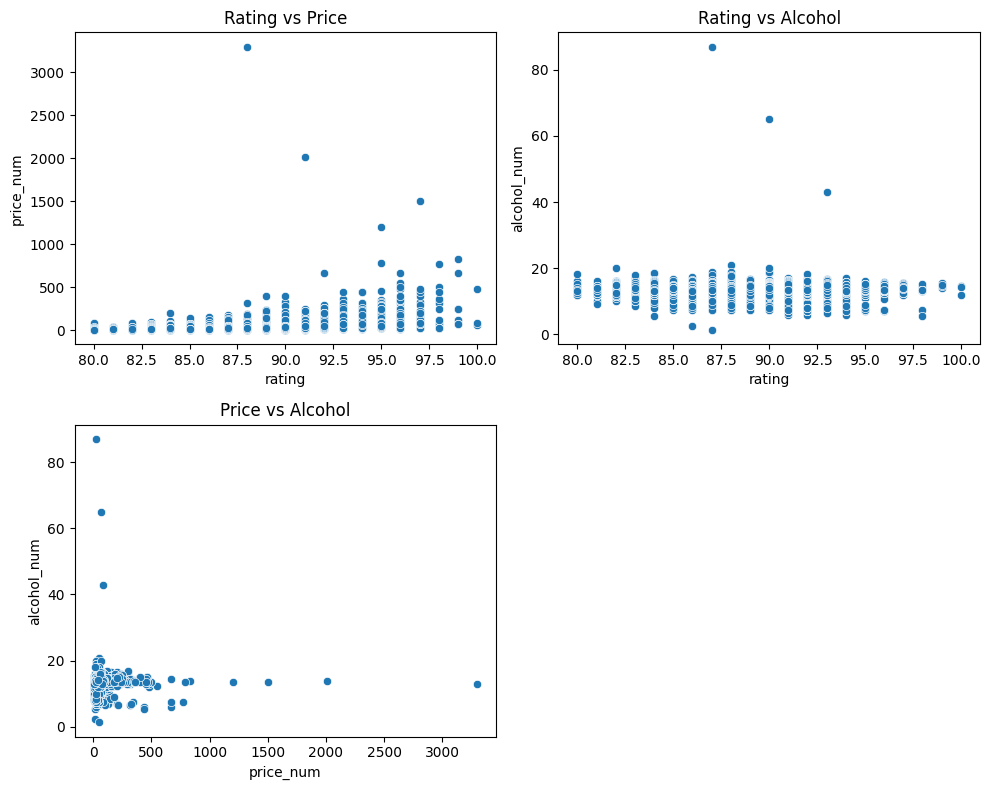 Rating vs Price
3000
2500
2000
1500
1000
500
0
price_num
80.0 82.5 85.0 87.5 90.0 92.5 95.0 97.5 100.0
rating
Rating vs Alcohol
80
60
40
20
0
alcohol_num
80.0 82.5 85.0 87.5 90.0 92.5 95.0 97.5 100.0
rating
Price vs Alcohol
80
60
40
20
0
alcohol_num
0 500 1000 1500 2000 2500 3000
price_num